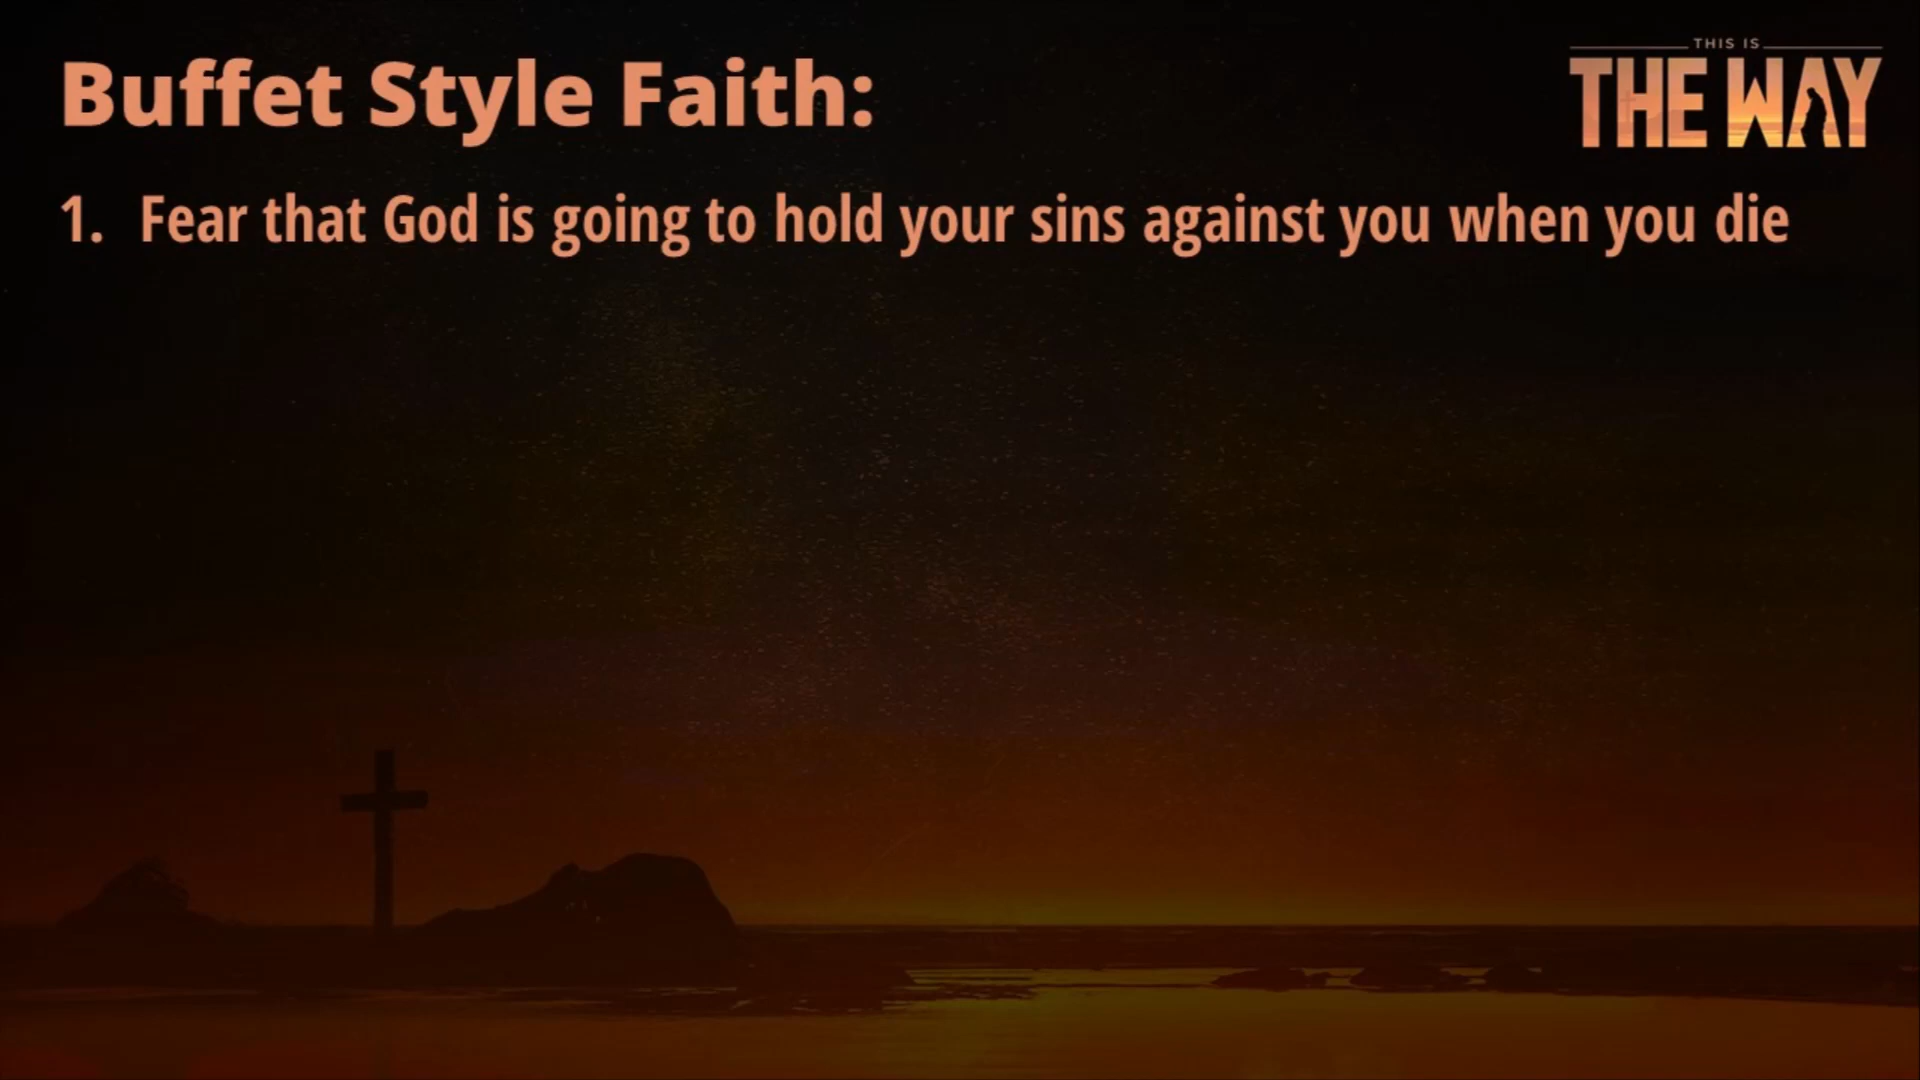 Buffet Style Faith:
THIS IS
THE WAY
1. Fear that God is going to hold your sins against you when you die